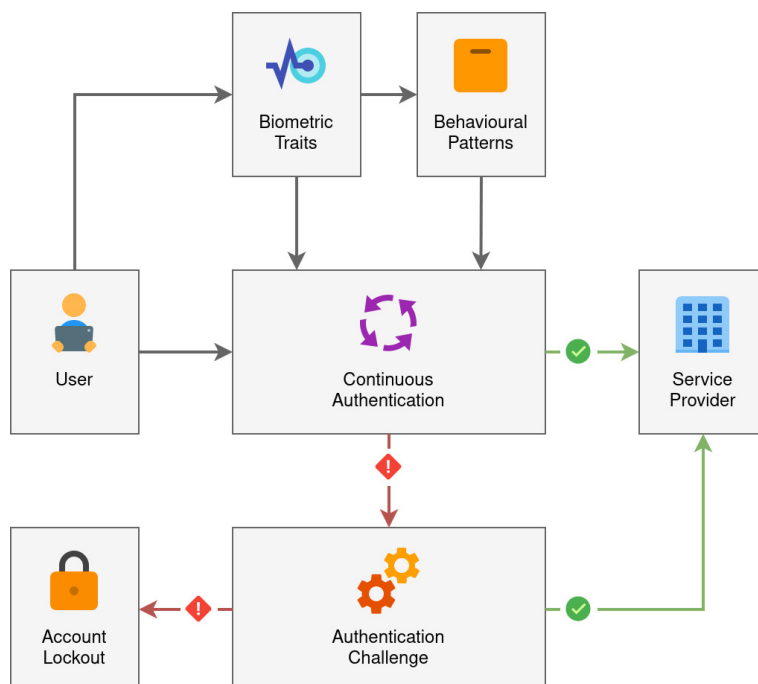 Biometric
Traits
Behavioural
Patterns
User
Continuous
Authentication
Service
Provider
Account
Lockout
Authentication
Challenge